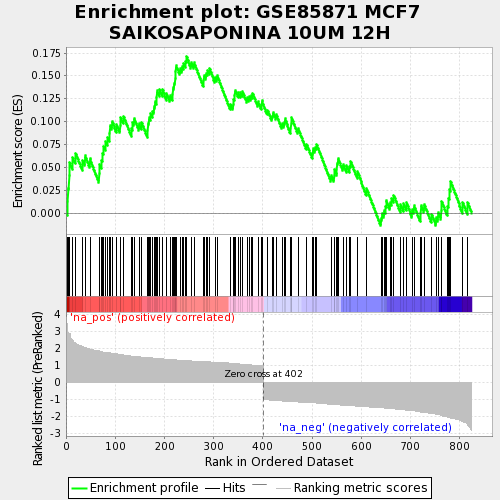 Enrichment plot: GSE85871 MCF7
SAIKOSAPONINA 10UM 12H
Enrichment score (ES)
0.175
0.150
0.125
0.100
0.075
0.050
0.025
0.000
Ranked list metric (PreRanked)
4
3
2
1
0
-1
-2
-3
'na_pos' (positively correlated)
Zero cross at 402
'na_neg' (negatively correlated)
0
100
200
300
400
500
600
700
800
Rank in Ordered Dataset
Enrichment profile
Hits
Ranking metric scores